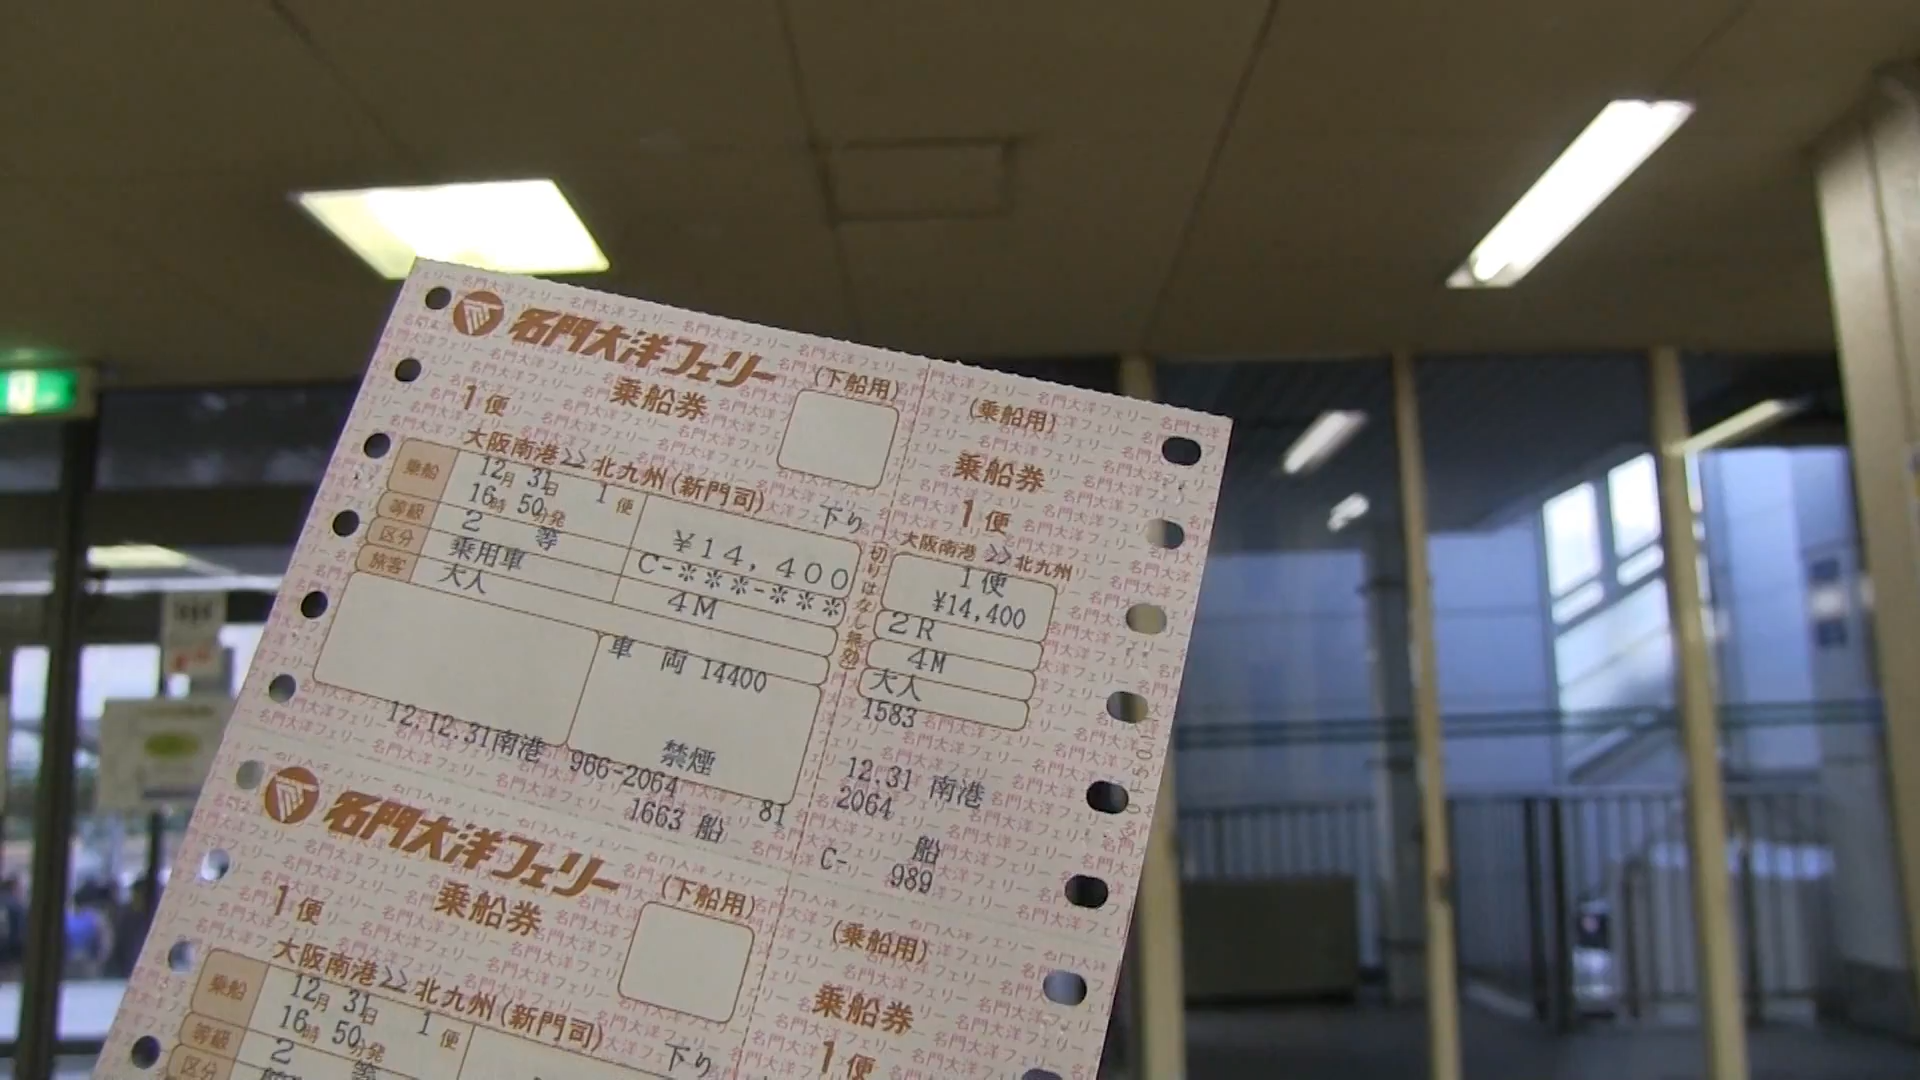 名門大洋フェリー
乗船券
(下船用)
1便
大阪南港>>北九州(新門司)
下り
乗船
12月 31日 1便
16時 50分発
¥14,400
等級
2 等
C-***-***
区分
乗用車
4M
旅客
大人
車 両 14400
禁煙
12.12.31南港 966-2064
81
1663 船
切りはなし無効
(乗船用)
乗船券
1便
大阪南港>>北九州
1便
¥14,400
2R
4M
大人
1583
12.31 南港
2064
船
C- 989
名門大洋フェリー
乗船券
(下船用)
1便
大阪南港>>北九州(新門司)
下り
乗船
12月 31日 1便
16時 50分発
等級
2 等
区分
(乗船用)
乗船券
1便